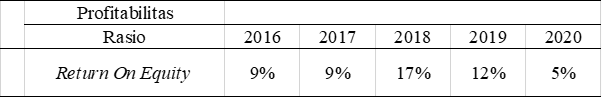 Profitabilitas
Rasio 2016 2017 2018 2019 2020
Return On Equity 9% 9% 17% 12% 5%